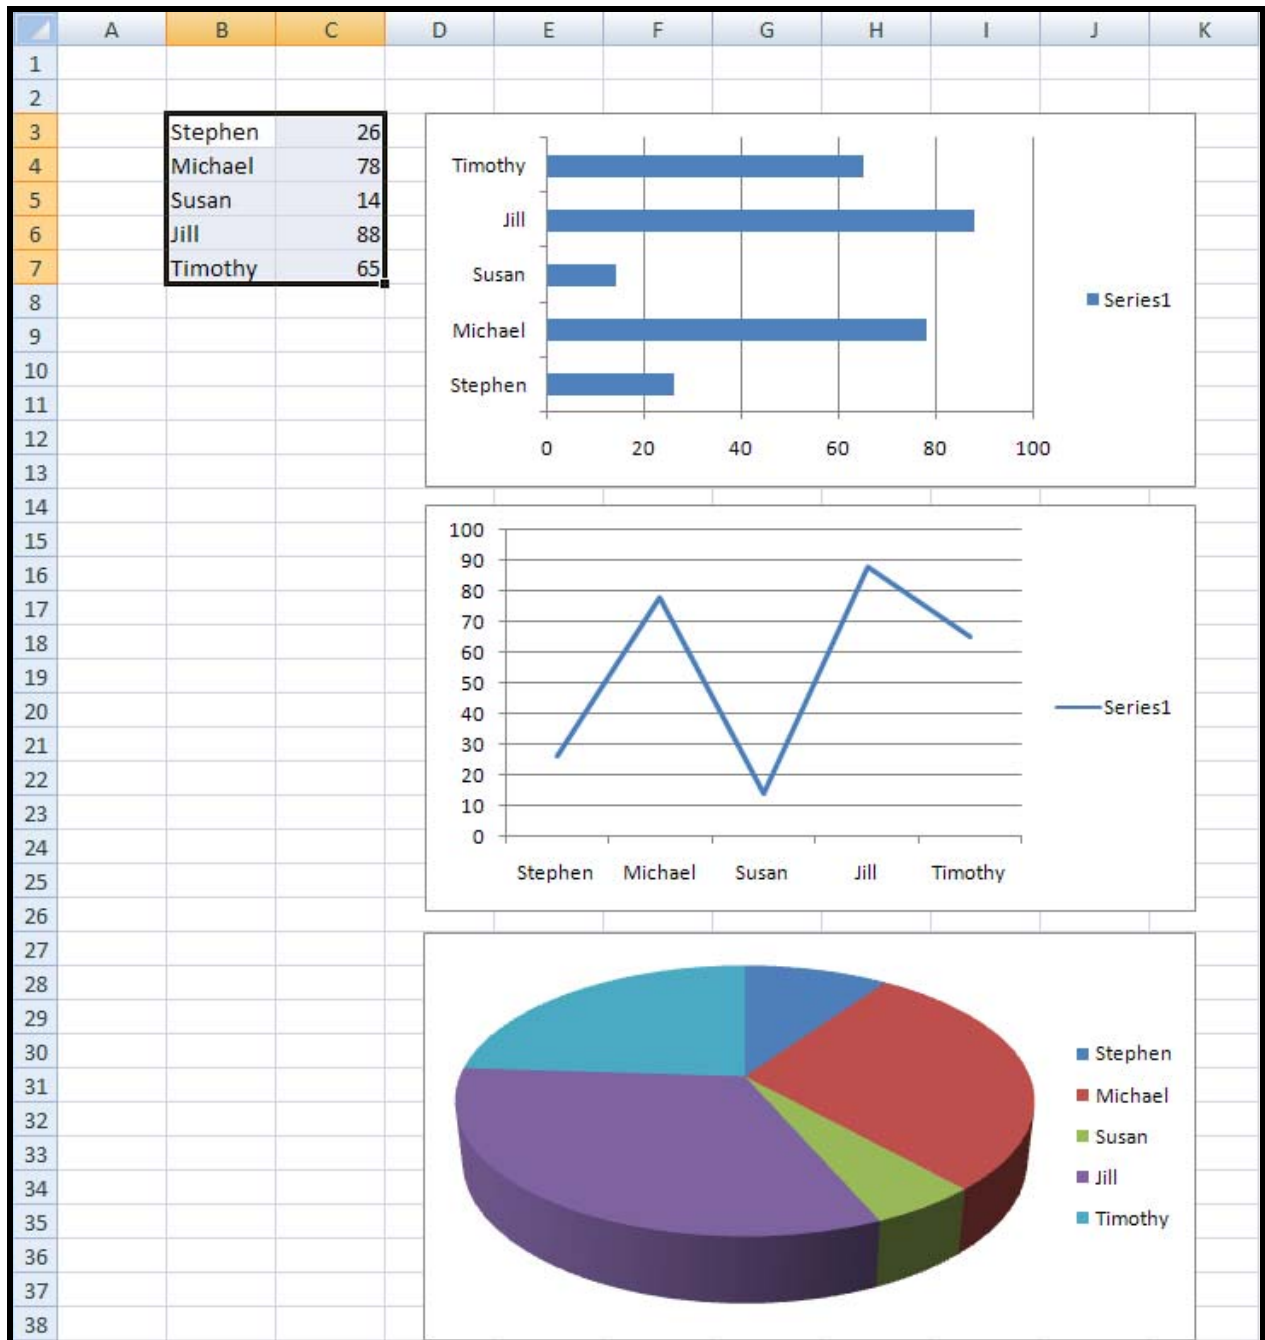 A B C D E F G H I J K
1
2
3 Stephen 26
4 Michael 78
5 Susan 14
6 Jill 88
7 Timothy 65
8
9
10
11
12
13
14
15
16
17
18
19
20
21
22
23
24
25
26
27
28
29
30
31
32
33
34
35
36
37
38
Timothy
Jill
Susan
Michael
Stephen
0 20 40 60 80 100
Series1
100
90
80
70
60
50
40
30
20
10
0
Stephen Michael Susan Jill Timothy
Series1
Stephen
Michael
Susan
Jill
Timothy